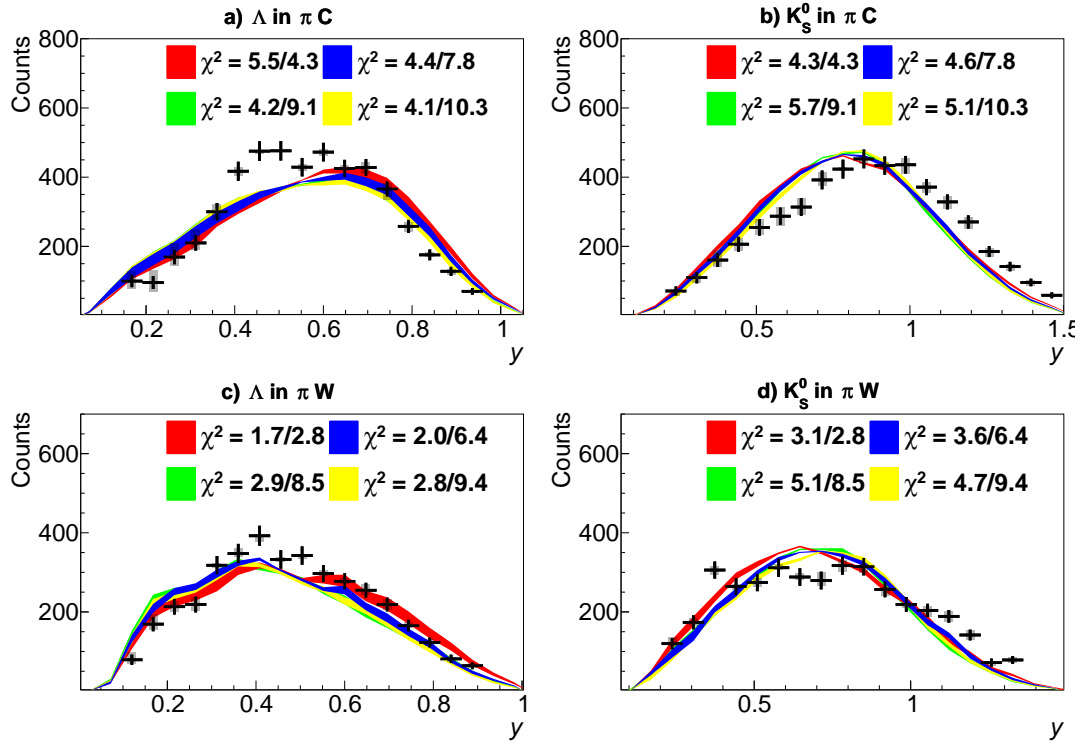 a) Λ in π C
Counts
800
600
400
200
χ² = 5.5/4.3
χ² = 4.4/7.8
χ² = 4.2/9.1
χ² = 4.1/10.3
0.2 0.4 0.6 0.8 1
y
b) K⁰S in π C
Counts
800
600
400
200
χ² = 4.3/4.3
χ² = 4.6/7.8
χ² = 5.7/9.1
χ² = 5.1/10.3
0.5 1 1.5
y
c) Λ in π W
Counts
600
400
200
χ² = 1.7/2.8
χ² = 2.0/6.4
χ² = 2.9/8.5
χ² = 2.8/9.4
0.2 0.4 0.6 0.8 1
y
d) K⁰S in π W
Counts
600
400
200
χ² = 3.1/2.8
χ² = 3.6/6.4
χ² = 5.1/8.5
χ² = 4.7/9.4
0.5 1
y